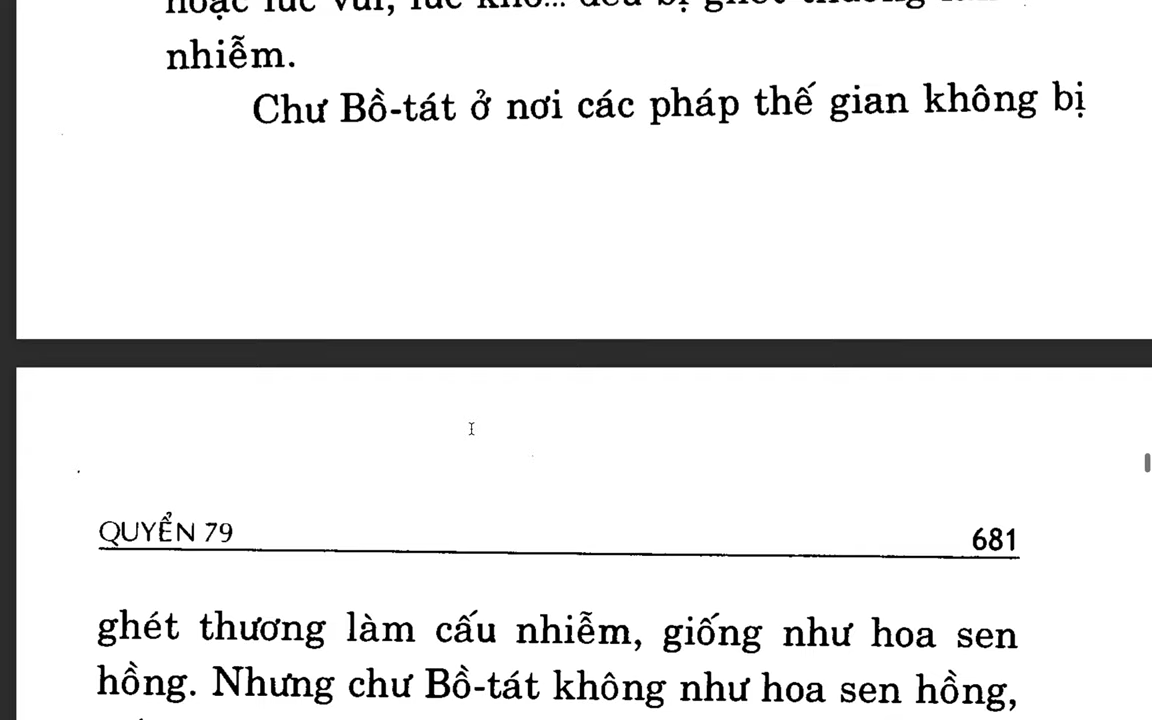 nhiễm.
Chư Bồ-tát ở nơi các pháp thế gian không bị
QUYỂN 79 681
ghét thương làm cấu nhiễm, giống như hoa sen
hồng. Nhưng chư Bồ-tát không như hoa sen hồng,